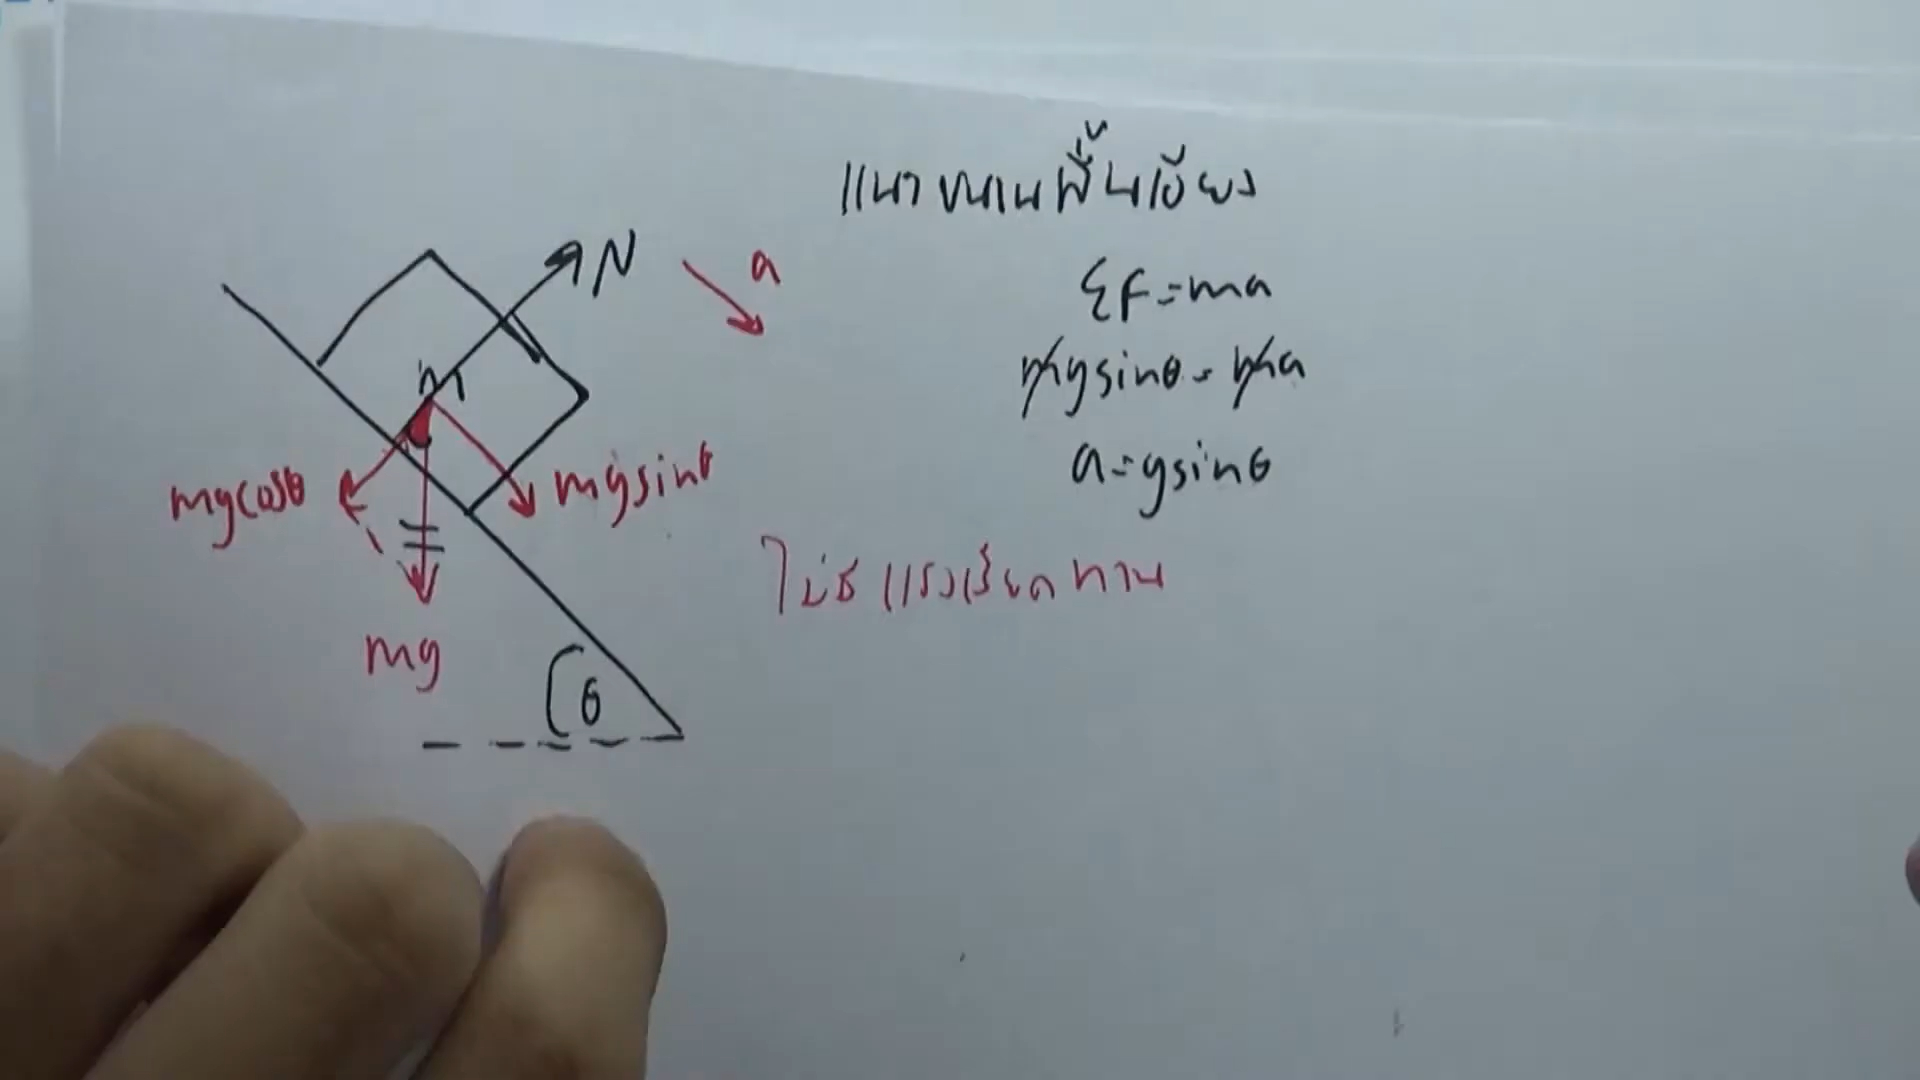 แนวขนานพื้นเอียง
ΣF=ma
mgsinθ=ma
a=gsinθ
N
a
m
mgcosθ
mgsinθ
mg
θ
ไม่มีแรงเสียดทาน